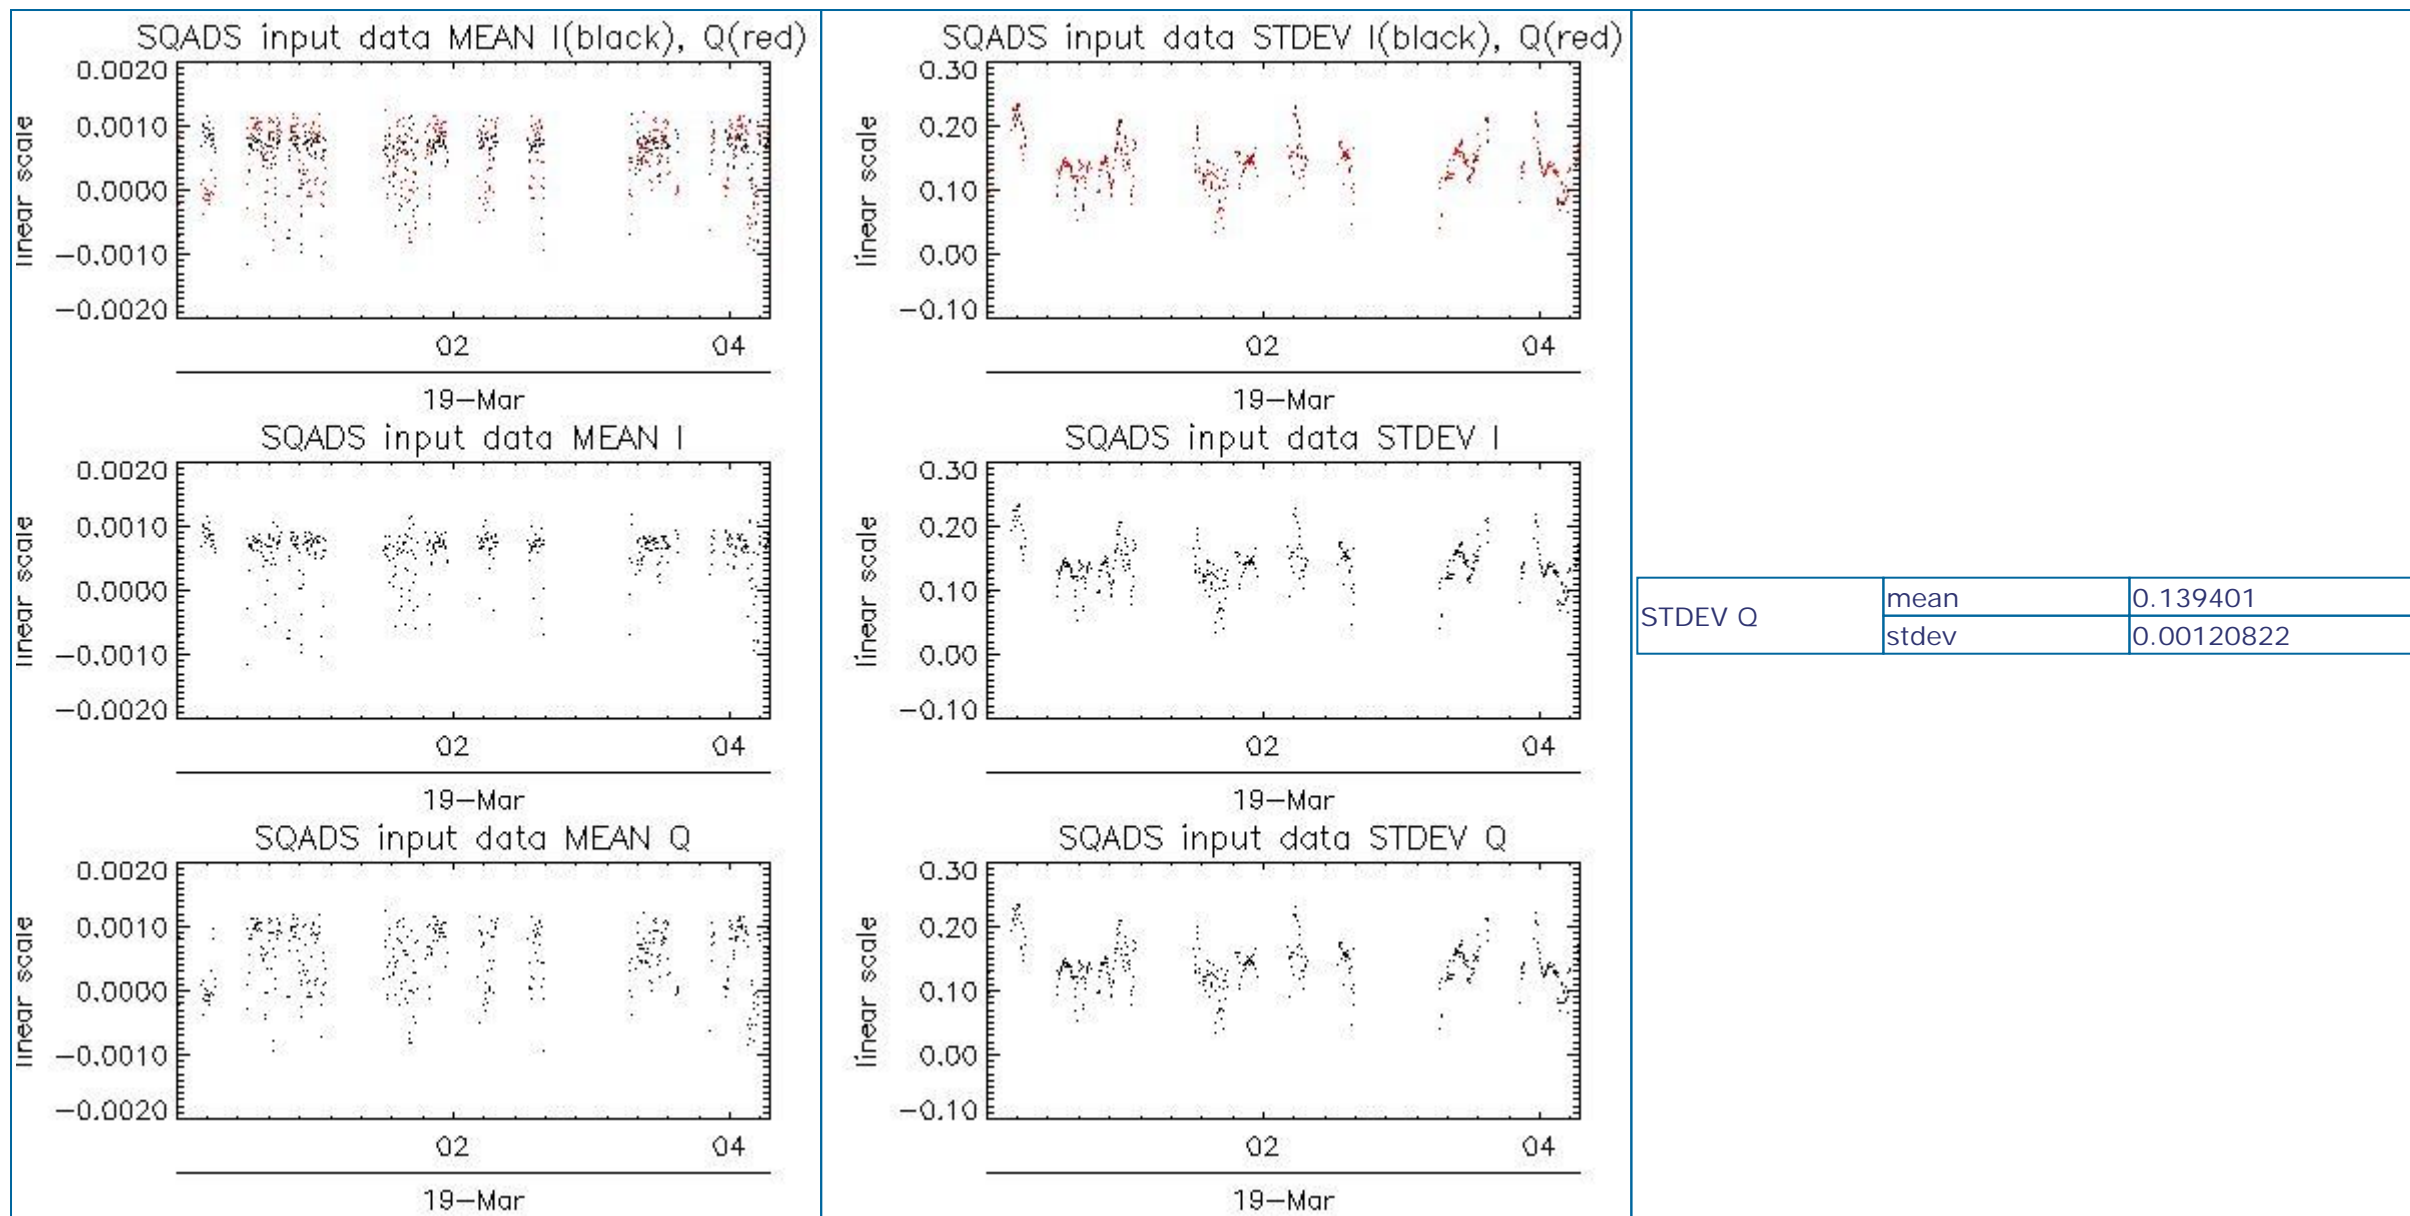 SQADS input data MEAN I(black), Q(red)
0.0020
0.0010
0.0000
-0.0010
-0.0020
linear scale
02
04
19-Mar
SQADS input data MEAN I
0.0020
0.0010
0.0000
-0.0010
-0.0020
linear scale
02
04
19-Mar
SQADS input data MEAN Q
0.0020
0.0010
0.0000
-0.0010
-0.0020
linear scale
02
04
19-Mar
SQADS input data STDEV I(black), Q(red)
0.30
0.20
0.10
0.00
-0.10
linear scale
02
04
19-Mar
SQADS input data STDEV I
0.30
0.20
0.10
0.00
-0.10
linear scale
02
04
19-Mar
SQADS input data STDEV Q
0.30
0.20
0.10
0.00
-0.10
linear scale
02
04
19-Mar
STDEV Q
mean 0.139401
stdev 0.00120822